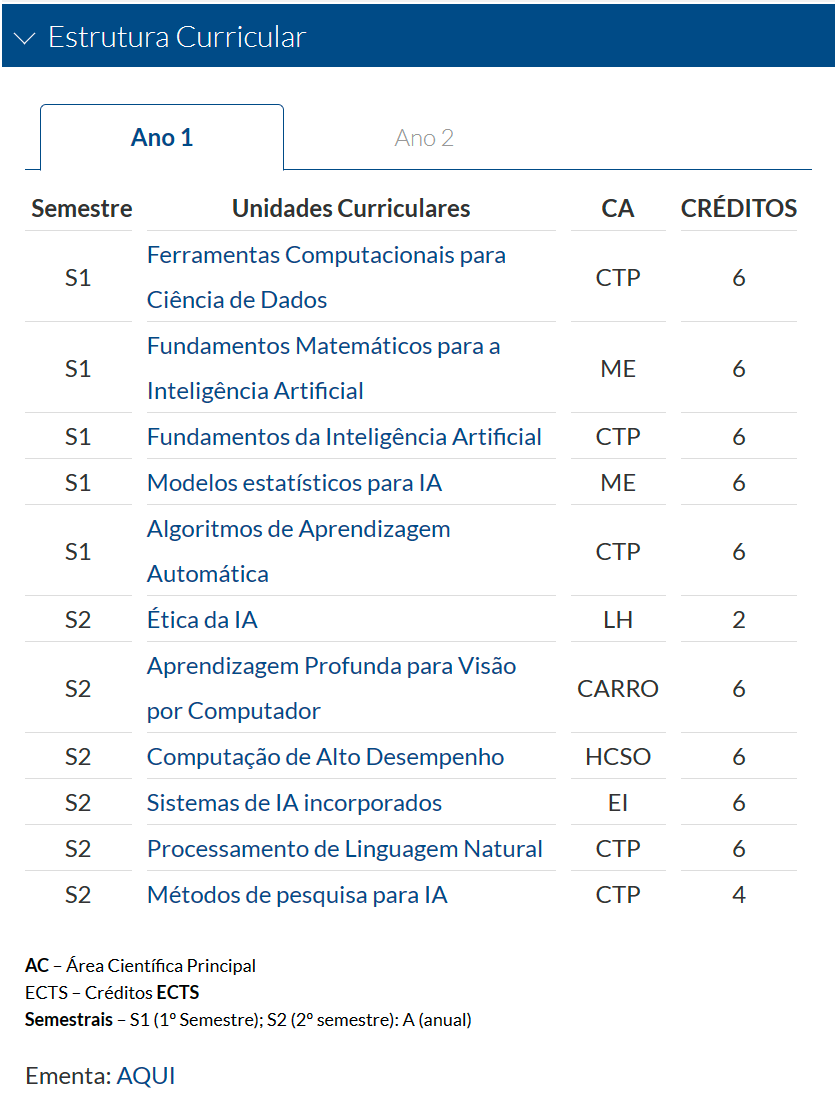 Estrutura Curricular
Ano 1 Ano 2
Semestre Unidades Curriculares CA CRÉDITOS
S1 Ferramentas Computacionais para Ciência de Dados CTP 6
S1 Fundamentos Matemáticos para a Inteligência Artificial ME 6
S1 Fundamentos da Inteligência Artificial CTP 6
S1 Modelos estatísticos para IA ME 6
S1 Algoritmos de Aprendizagem Automática CTP 6
S2 Ética da IA LH 2
S2 Aprendizagem Profunda para Visão por Computador CARRO 6
S2 Computação de Alto Desempenho HCSO 6
S2 Sistemas de IA incorporados EI 6
S2 Processamento de Linguagem Natural CTP 6
S2 Métodos de pesquisa para IA CTP 4
AC – Área Científica Principal
ECTS – Créditos ECTS
Semestrais – S1 (1º Semestre); S2 (2º semestre): A (anual)
Ementa: AQUI